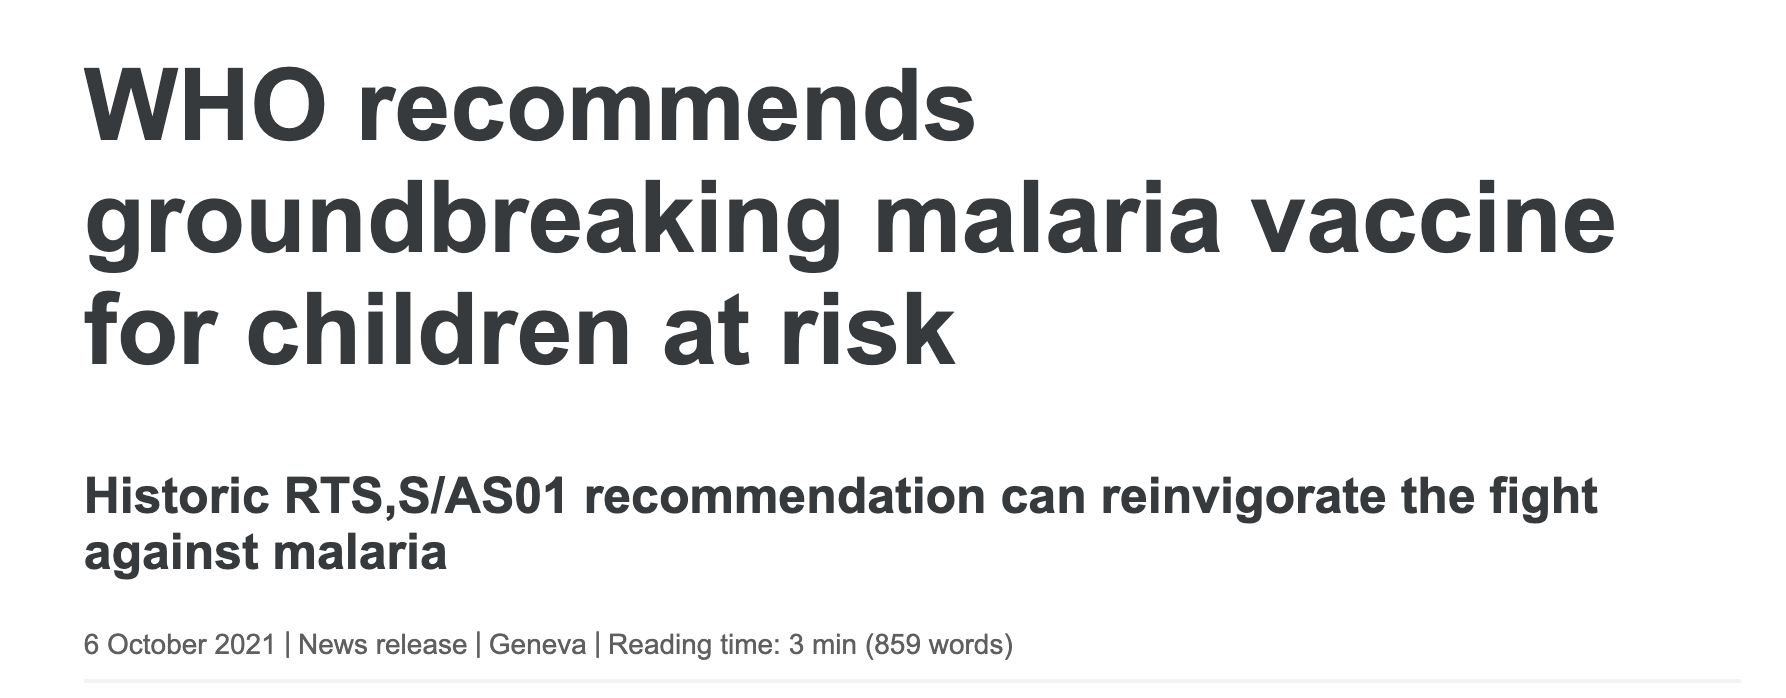 WHO recommends
groundbreaking malaria vaccine
for children at risk
Historic RTS,S/AS01 recommendation can reinvigorate the fight
against malaria
6 October 2021 | News release | Geneva | Reading time: 3 min (859 words)